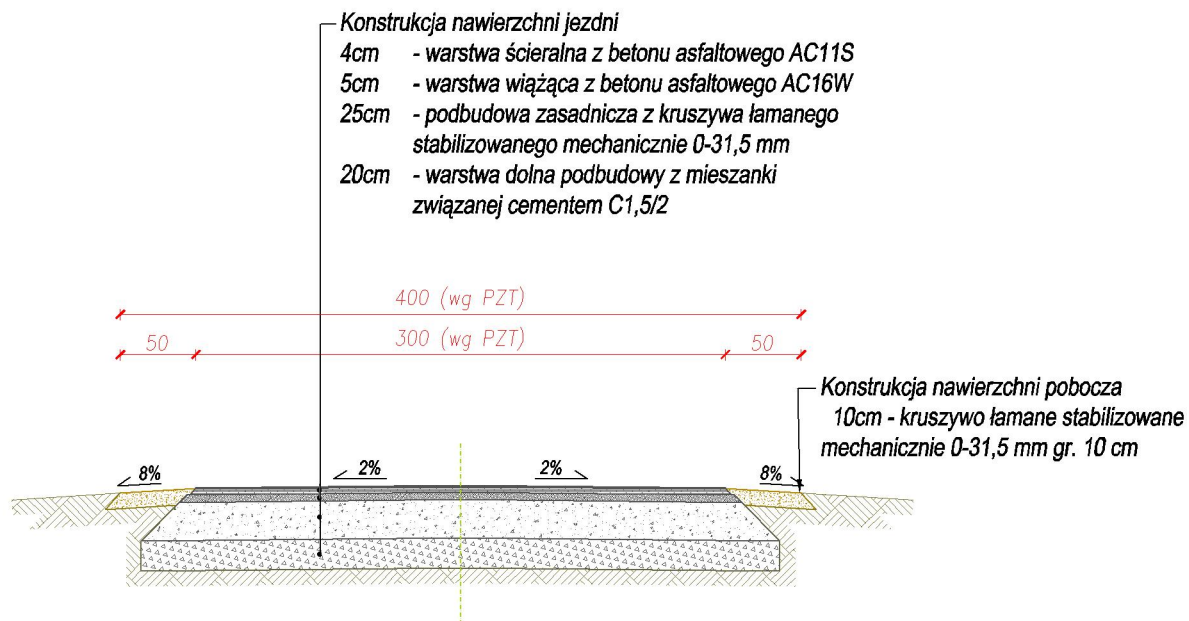 Konstrukcja nawierzchni jezdni
4cm - warstwa ścieralna z betonu asfaltowego AC11S
5cm - warstwa wiążąca z betonu asfaltowego AC16W
25cm - podbudowa zasadnicza z kruszywa łamanego
stabilizowanego mechanicznie 0-31,5 mm
20cm - warstwa dolna podbudowy z mieszanki
związanej cementem C1,5/2
400 (wg PZT)
50 300 (wg PZT) 50
Konstrukcja nawierzchni pobocza
10cm - kruszywo łamane stabilizowane
mechanicznie 0-31,5 mm gr. 10 cm
8% 2% 2% 8%